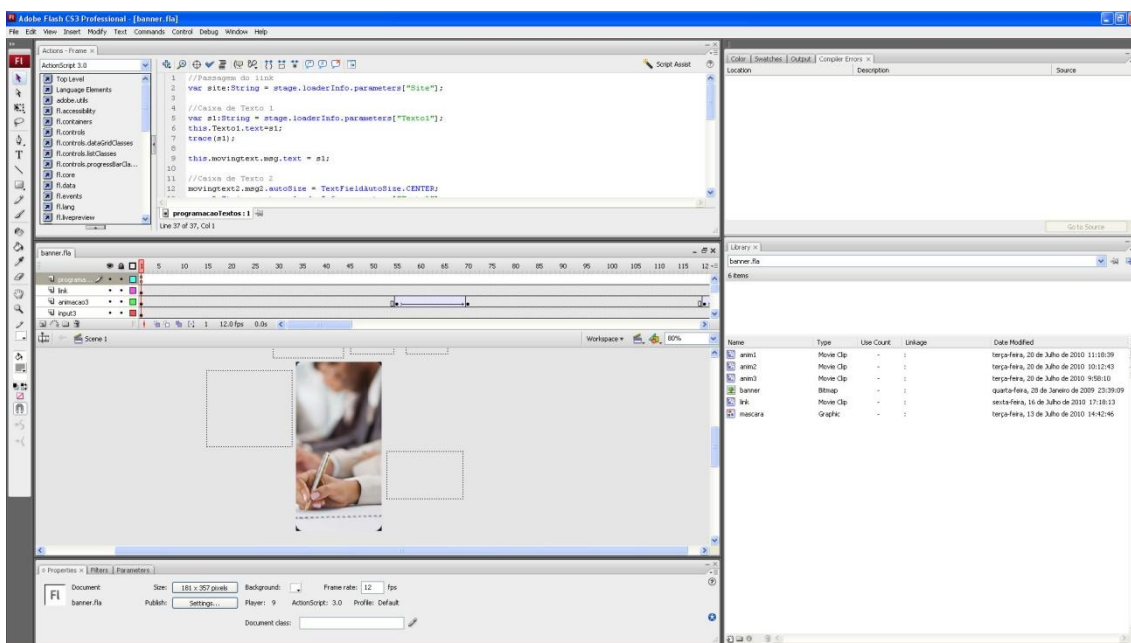 Adobe Flash CS3 Professional - [banner.fla]
File Edit View Insert Modify Text Commands Control Debug Window Help
Actions - Frame ×
ActionScript 3.0
Script Assist
Top Level
Language Elements
adobe.utils
fl.accessibility
fl.containers
fl.controls
fl.controls.dataGridClasses
fl.controls.listClasses
fl.controls.progressBarCla...
fl.core
fl.data
fl.events
fl.lang
fl.livepreview
1 //Passagem do link
2 var site:String = stage.loaderInfo.parameters["Site"];
3
4 //Caixa de Texto 1
5 var s1:String = stage.loaderInfo.parameters["Texto1"];
6 this.Texto1.text=s1;
7 trace(s1);
8
9 this.movingtext.msg.text = s1;
10
11 //Caixa de Texto 2
12 movingtext2.msg2.autoSize = TextFieldAutoSize.CENTER;
programacaoTextos : 1
Line 37 of 37, Col 1
Color Swatches Output Compiler Errors ×
Location Description Source
Go to Source
banner.fla
5 10 15 20 25 30 35 40 45 50 55 60 65 70 75 80 85 90 95 100 105 110 115 12
programa...
link
animacao3
input3
1 12.0 fps 0.0s
Scene 1
Workspace 80%
Library ×
banner.fla
6 items
Name Type Use Count Linkage Date Modified
anim1 Movie Clip - : terça-feira, 20 de Julho de 2010 11:18:39
anim2 Movie Clip - : terça-feira, 20 de Julho de 2010 10:12:43
anim3 Movie Clip - : terça-feira, 20 de Julho de 2010 9:58:10
banner Bitmap - : quarta-feira, 28 de Janeiro de 2009 23:39:09
link Movie Clip - : sexta-feira, 16 de Julho de 2010 17:18:13
mascara Graphic - : terça-feira, 13 de Julho de 2010 14:42:46
Properties × Filters Parameters
Fl
Document
banner.fla
Size: 181 x 357 pixels Background: Frame rate: 12 fps
Publish: Settings... Player: 9 ActionScript: 3.0 Profile: Default
Document class: